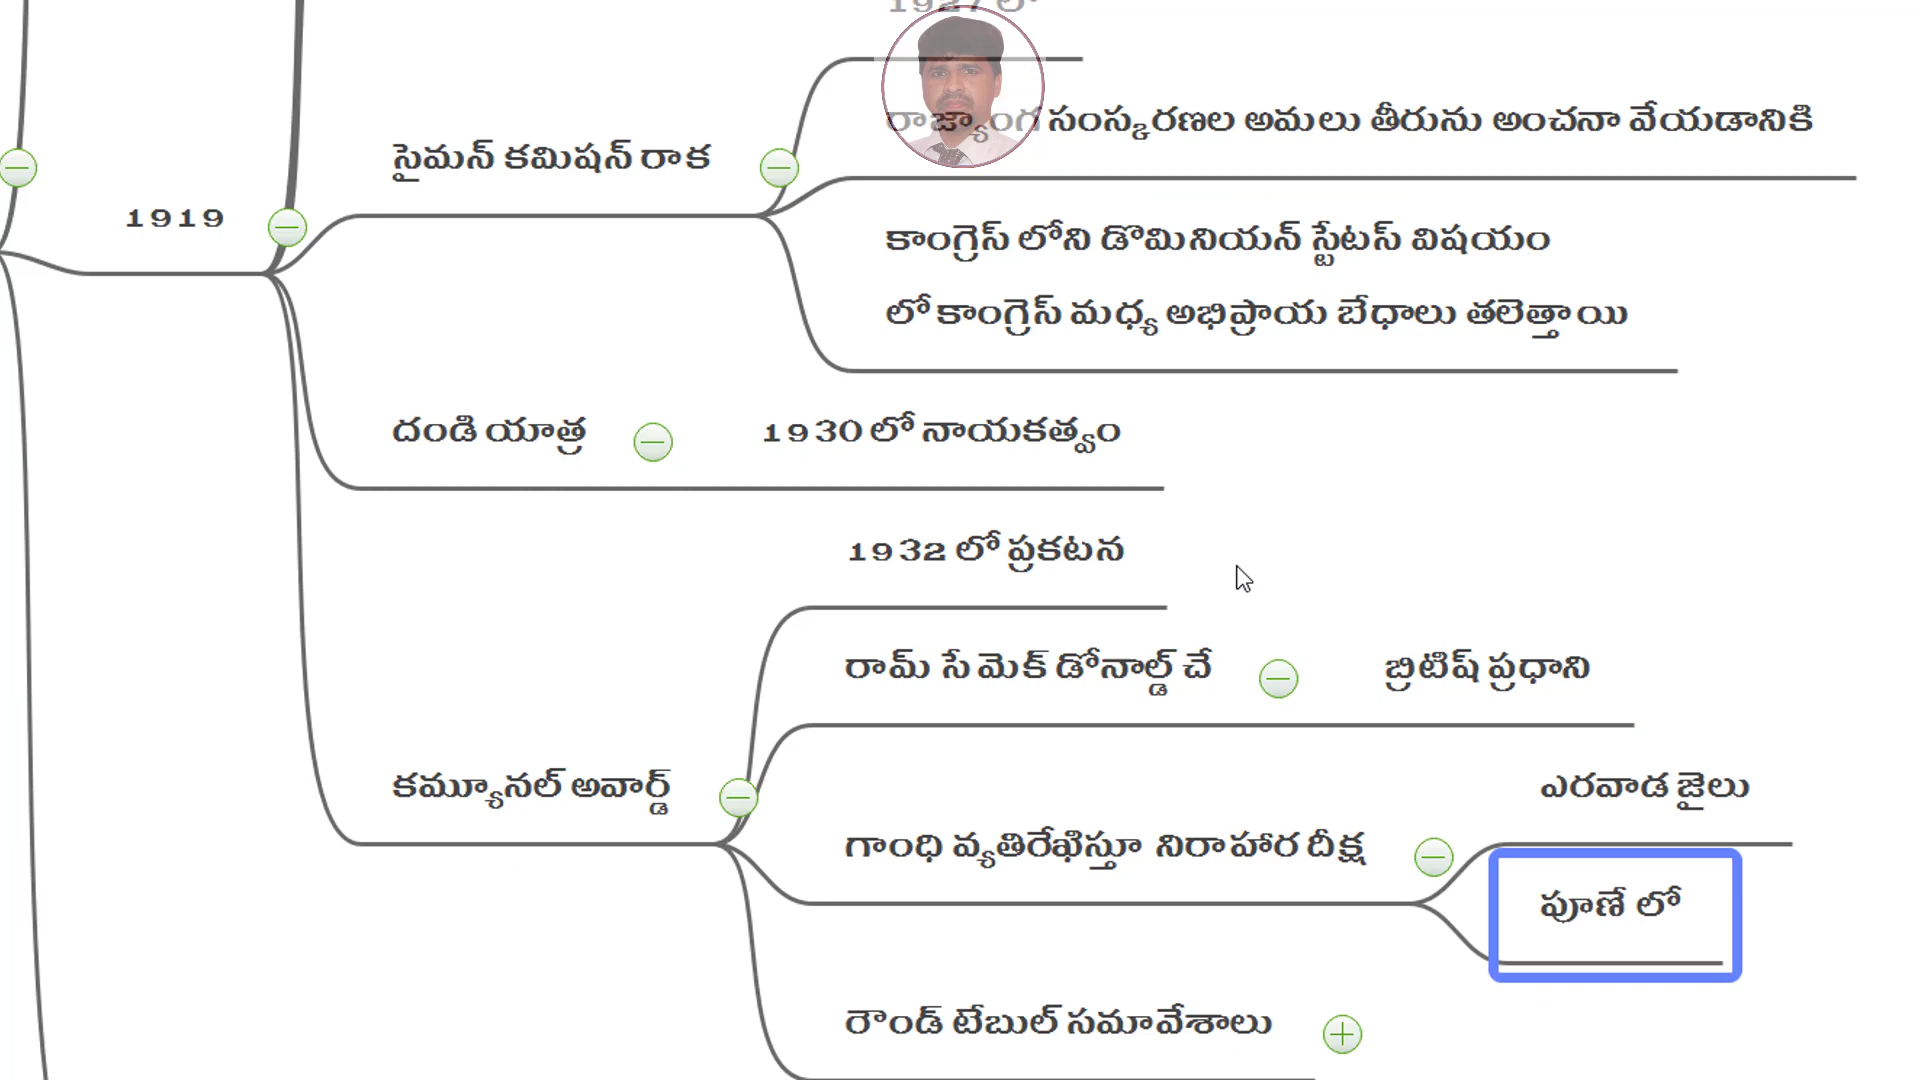 1927 లో
రాజ్యాంగ సంస్కరణల అమలు తీరును అంచనా వేయడానికి
సైమన్ కమిషన్ రాక
1919
కాంగ్రెస్ లోని డొమినియన్ స్టేటస్ విషయం
లో కాంగ్రెస్ మధ్య అభిప్రాయ బేధాలు తలెత్తాయి
దండి యాత్ర
1930 లో నాయకత్వం
1932 లో ప్రకటన
రామ్ సే మెక్ డోనాల్డ్ చే
బ్రిటిష్ ప్రధాని
కమ్యూనల్ అవార్డ్
ఎరవాడ జైలు
గాంధి వ్యతిరేఖిస్తూ నిరాహార దీక్ష
పూణే లో
రౌండ్ టేబుల్ సమావేశాలు